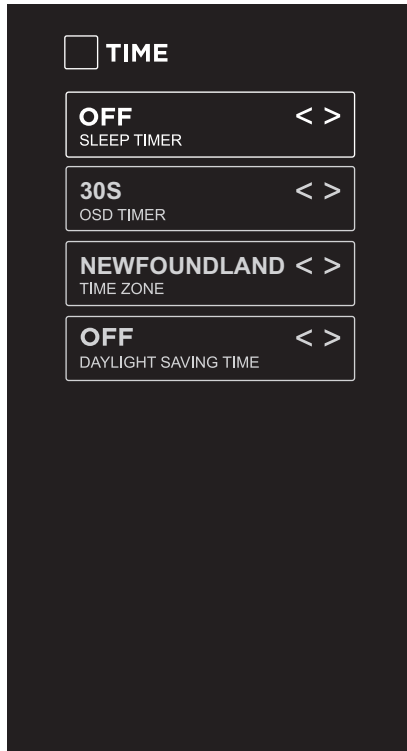 TIME
OFF < >
SLEEP TIMER
30S < >
OSD TIMER
NEWFOUNDLAND < >
TIME ZONE
OFF < >
DAYLIGHT SAVING TIME